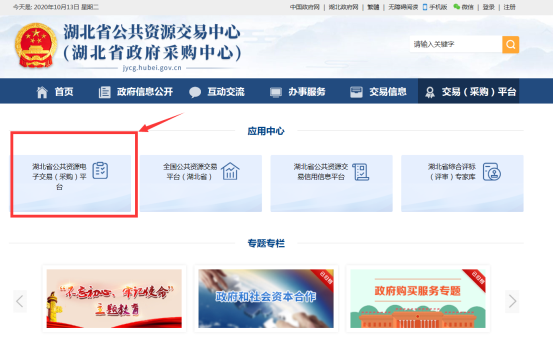 今天是: 2020年10月13日 星期二
中国政府网 | 湖北政府网 | 繁體 | 无障碍阅读 手机版 微信 | 登录 | 注册
湖北省公共资源交易中心
(湖北省政府采购中心)
jycg.hubei.gov.cn
请输入关键字
首页 政府信息公开 互动交流 办事服务 交易信息 交易（采购）平台
应用中心
湖北省公共资源电
子交易（采购）平
台
全国公共资源交易
平台（湖北省）
湖北省公共资源交
易信用信息平台
湖北省综合评标
（评审）专家库
专题专栏
"不忘初心、牢记使命"
主题教育
政府和社会资本合作
政府购买服务专题